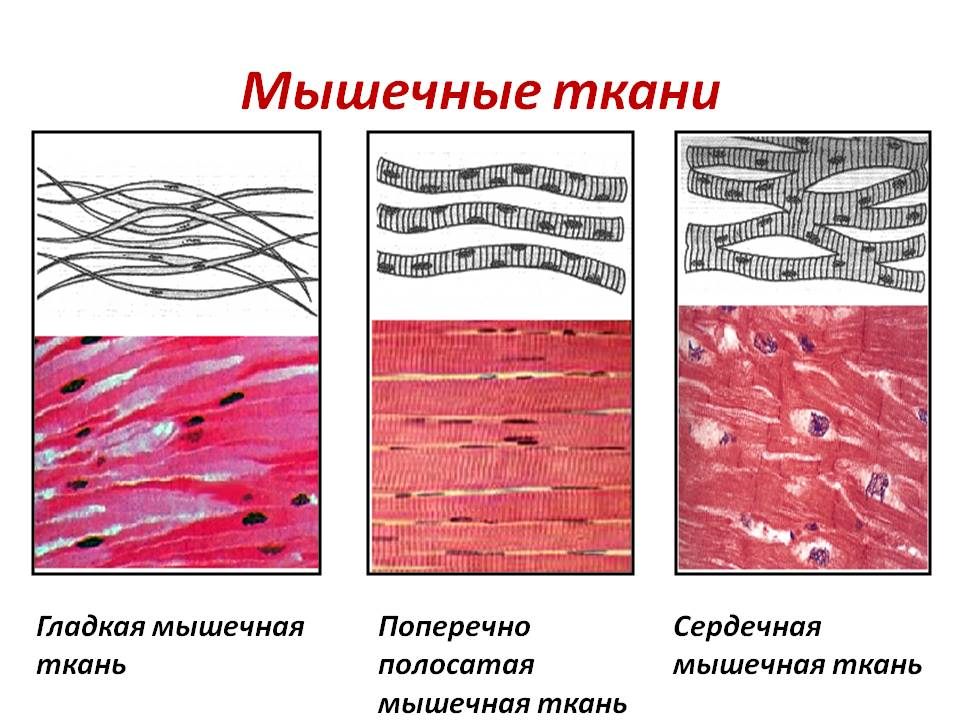 Мышечные ткани
Гладкая мышечная
ткань
Поперечно
полосатая
мышечная ткань
Сердечная
мышечная ткань